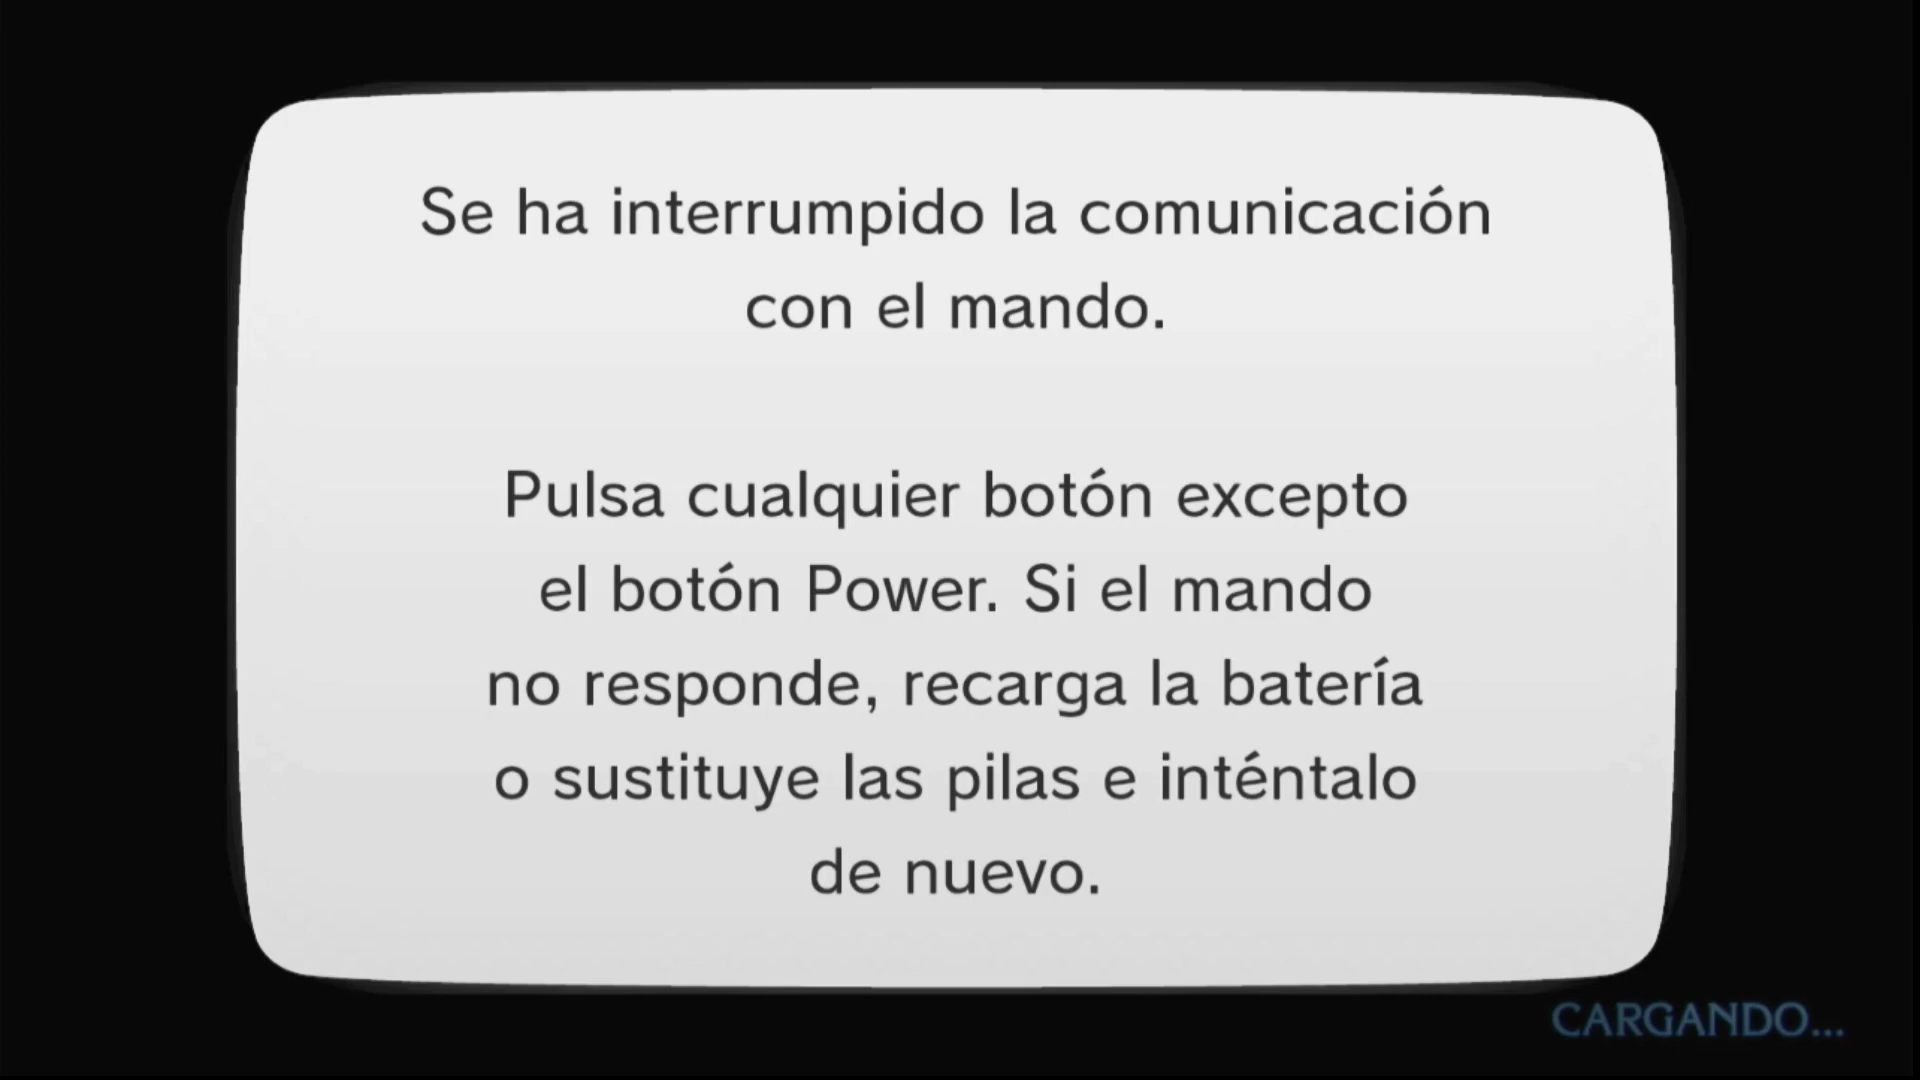 Se ha interrumpido la comunicación
con el mando.
Pulsa cualquier botón excepto
el botón Power. Si el mando
no responde, recarga la batería
o sustituye las pilas e inténtalo
de nuevo.
CARGANDO...